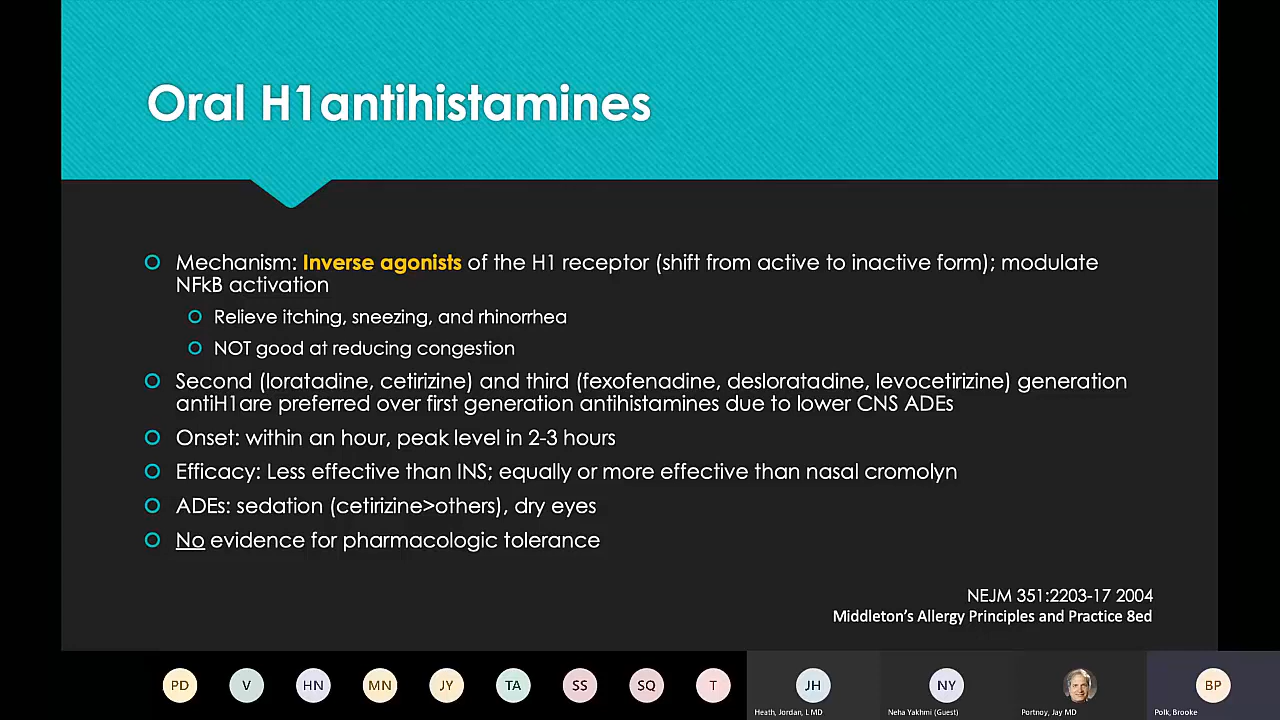 Oral H1antihistamines
Mechanism: Inverse agonists of the H1 receptor (shift from active to inactive form); modulate
NFkB activation
Relieve itching, sneezing, and rhinorrhea
NOT good at reducing congestion
Second (loratadine, cetirizine) and third (fexofenadine, desloratadine, levocetirizine) generation
antiH1are preferred over first generation antihistamines due to lower CNS ADEs
Onset: within an hour, peak level in 2-3 hours
Efficacy: Less effective than INS; equally or more effective than nasal cromolyn
ADEs: sedation (cetirizine>others), dry eyes
No evidence for pharmacologic tolerance
NEJM 351:2203-17 2004
Middleton's Allergy Principles and Practice 8ed
PD V HN MN JY TA SS SQ T JH NY BP
Heath, Jordan, L MD Neha Yakhmi (Guest) Portnoy, Jay MD Polk, Brooke